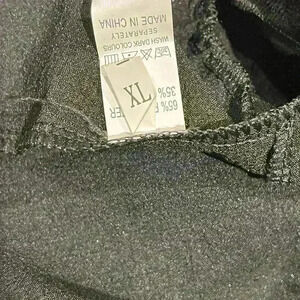 65%
35%
XL
WASH DARK COLOURS
SEPARATELY
MADE IN CHINA